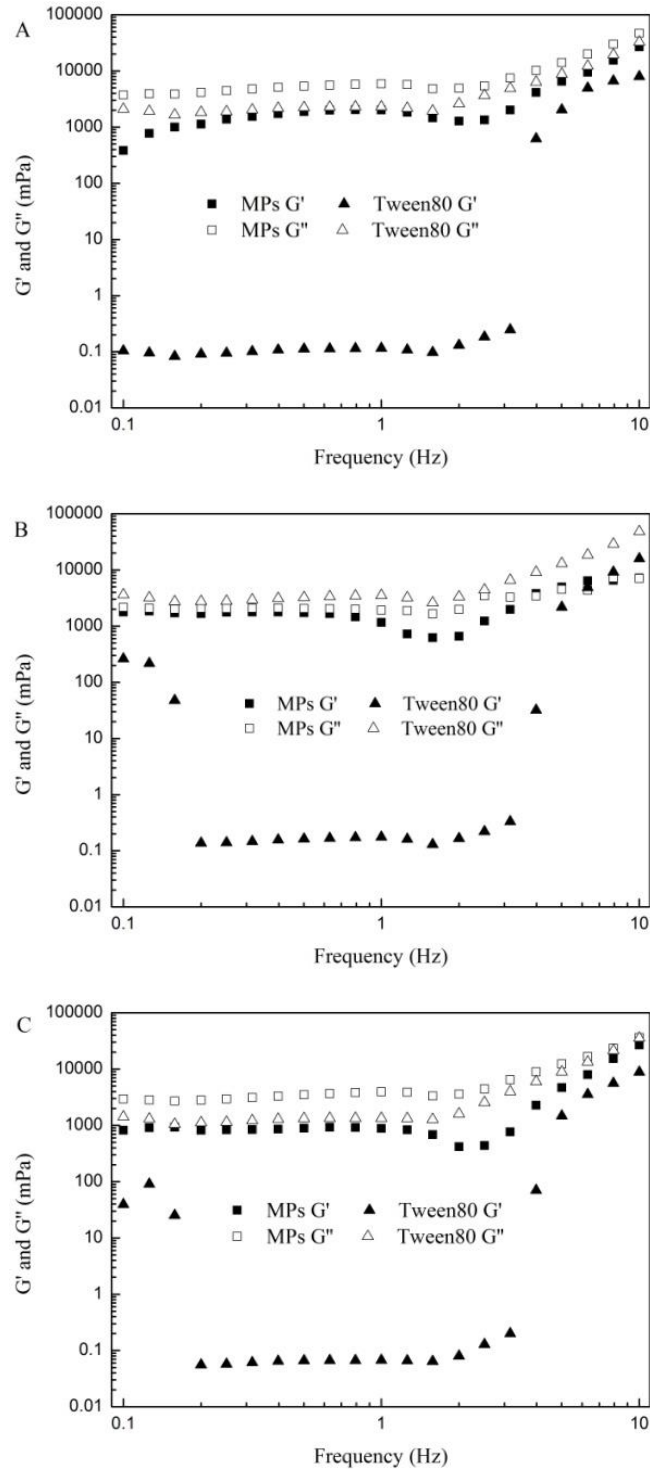 A
100000
10000
1000
100
10
1
0.1
0.01
G' and G'' (mPa)
MPs G' Tween80 G'
MPs G'' Tween80 G''
0.1 1 10
Frequency (Hz)
B
100000
10000
1000
100
10
1
0.1
0.01
G' and G'' (mPa)
MPs G' Tween80 G'
MPs G'' Tween80 G''
0.1 1 10
Frequency (Hz)
C
100000
10000
1000
100
10
1
0.1
0.01
G' and G'' (mPa)
MPs G' Tween80 G'
MPs G'' Tween80 G''
0.1 1 10
Frequency (Hz)